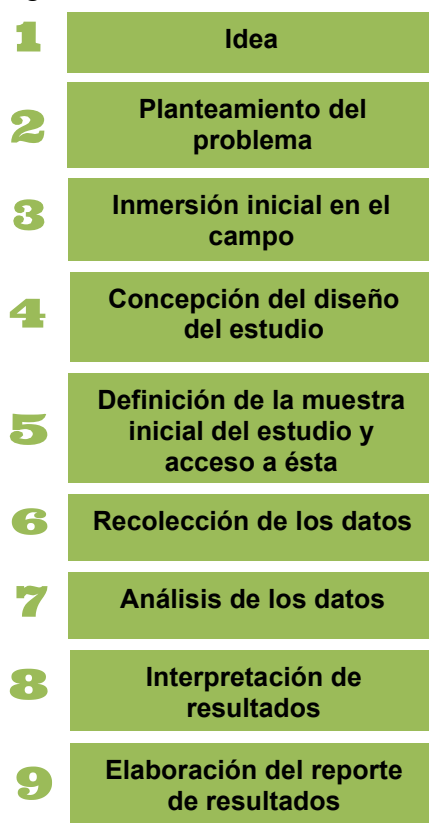 1 Idea
2 Planteamiento del
problema
3 Inmersión inicial en el
campo
4 Concepción del diseño
del estudio
5 Definición de la muestra
inicial del estudio y
acceso a ésta
6 Recolección de los datos
7 Análisis de los datos
8 Interpretación de
resultados
9 Elaboración del reporte
de resultados